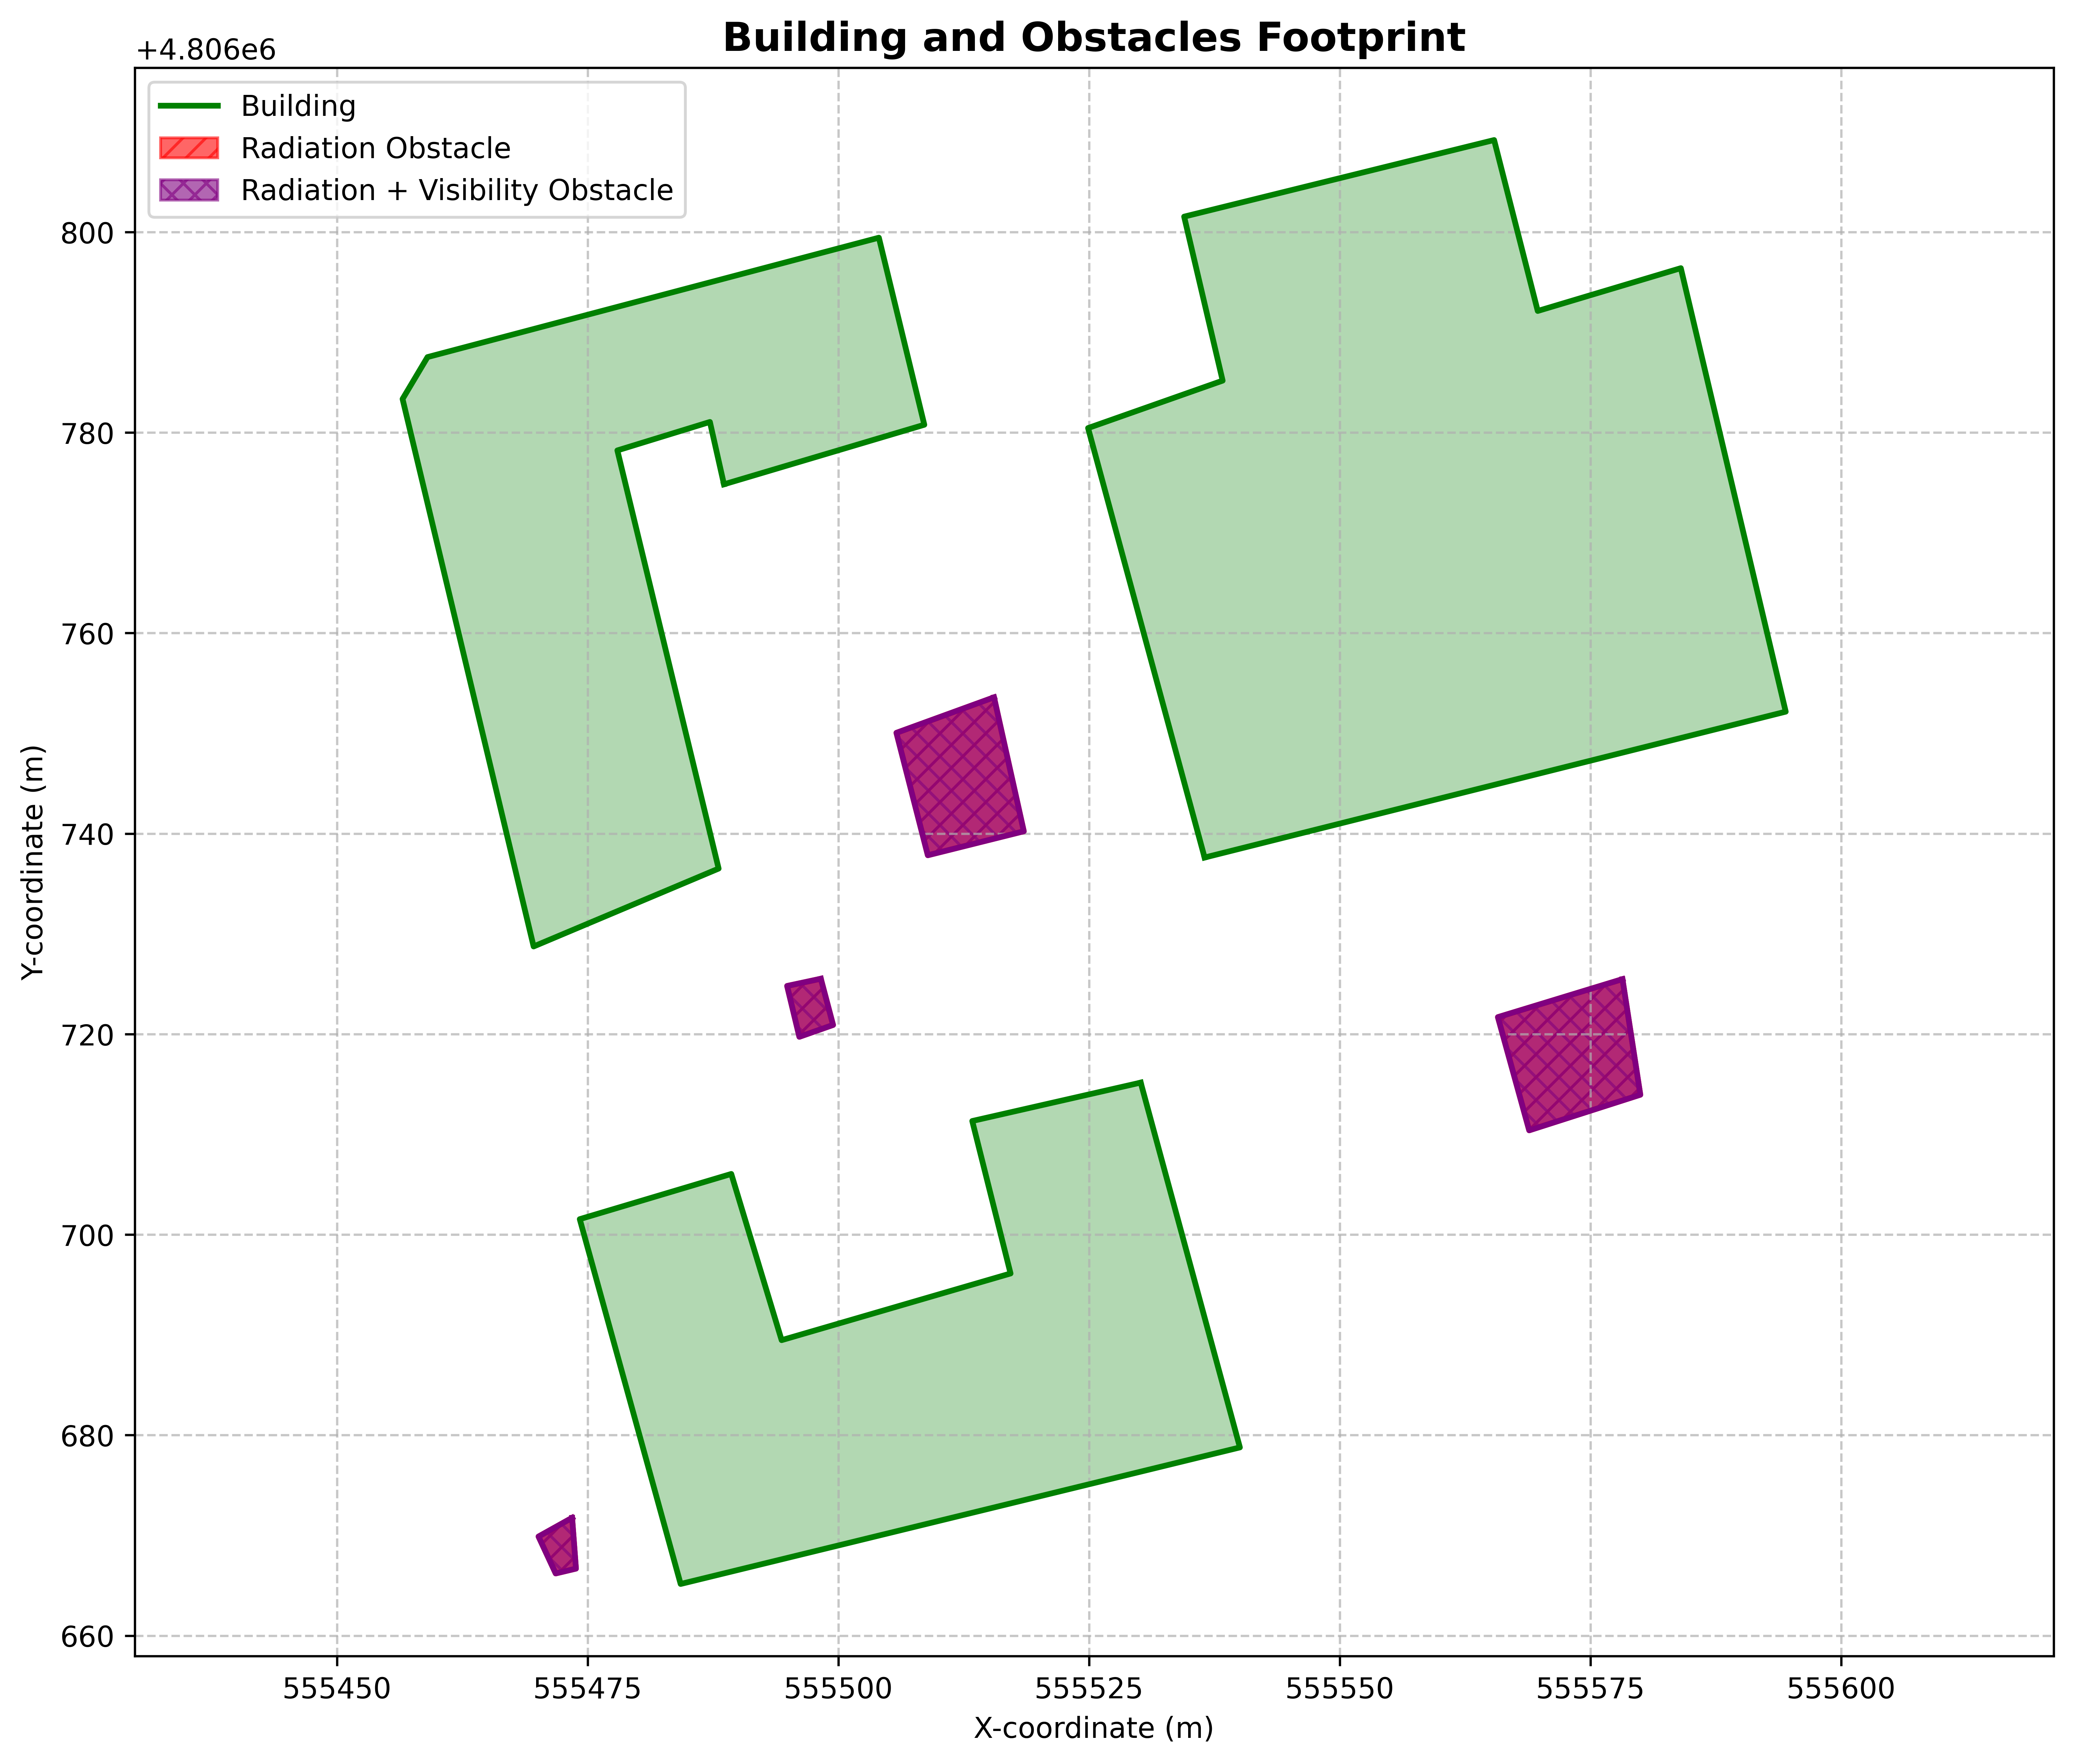 Building and Obstacles Footprint
+4.806e6
Building
Radiation Obstacle
Radiation + Visibility Obstacle
800
780
760
740
720
700
680
660
Y-coordinate (m)
555450 555475 555500 555525 555550 555575 555600
X-coordinate (m)